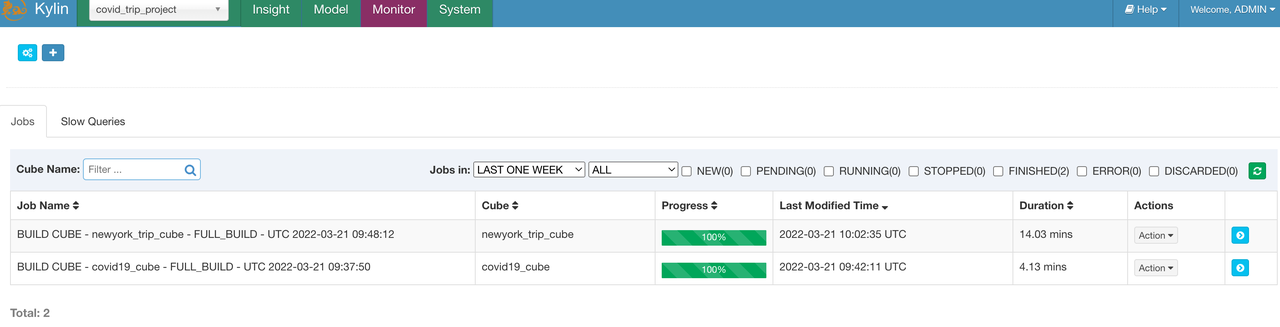 Kylin covid_trip_project Insight Model Monitor System Help Welcome, ADMIN
Jobs Slow Queries
Cube Name: Filter ... Jobs in: LAST ONE WEEK ALL NEW(0) PENDING(0) RUNNING(0) STOPPED(0) FINISHED(2) ERROR(0) DISCARDED(0)
Job Name Cube Progress Last Modified Time Duration Actions
BUILD CUBE - newyork_trip_cube - FULL_BUILD - UTC 2022-03-21 09:48:12 newyork_trip_cube 100% 2022-03-21 10:02:35 UTC 14.03 mins Action
BUILD CUBE - covid19_cube - FULL_BUILD - UTC 2022-03-21 09:37:50 covid19_cube 100% 2022-03-21 09:42:11 UTC 4.13 mins Action
Total: 2